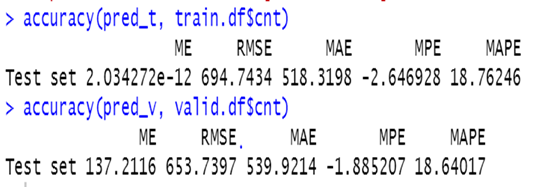 > accuracy(pred_t, train.df$cnt)
ME RMSE MAE MPE MAPE
Test set 2.034272e-12 694.7434 518.3198 -2.646928 18.76246
> accuracy(pred_v, valid.df$cnt)
ME RMSE MAE MPE MAPE
Test set 137.2116 653.7397 539.9214 -1.885207 18.64017